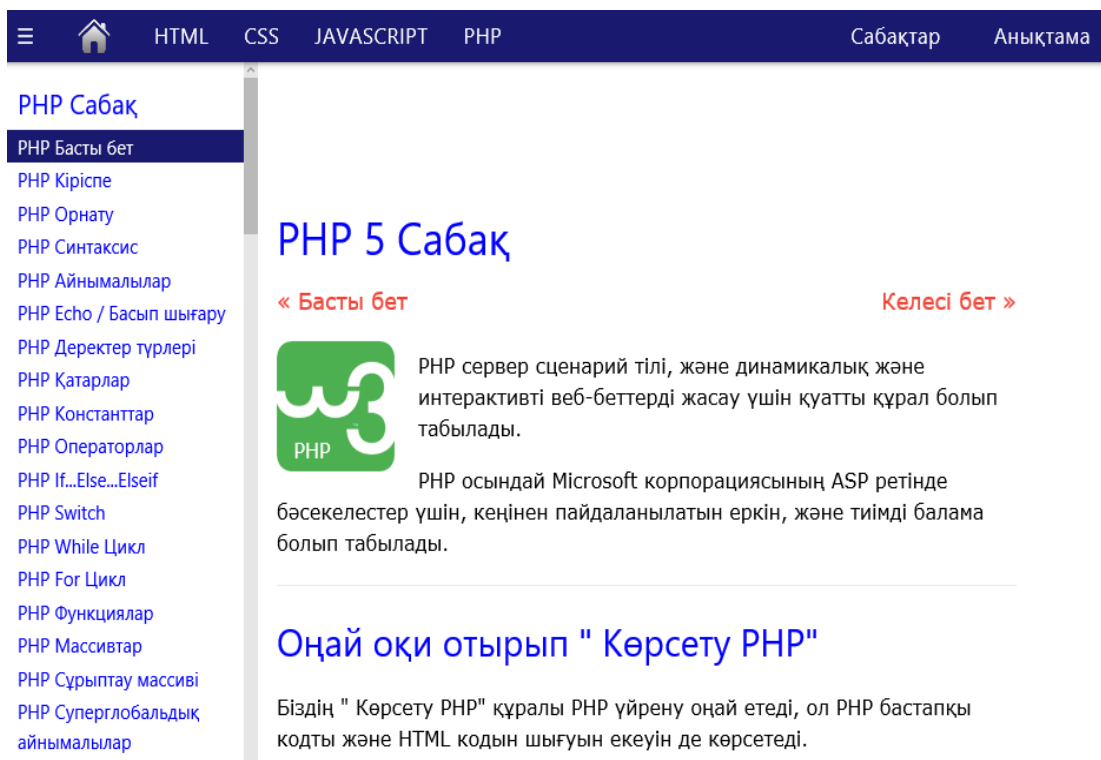 ☰ HTML CSS JAVASCRIPT PHP Сабақтар Анықтама
PHP Сабақ
PHP Басты бет
PHP Кіріспе
PHP Орнату
PHP Синтаксис
PHP Айнымалылар
PHP Echo / Басып шығару
PHP Деректер түрлері
PHP Қатарлар
PHP Константтар
PHP Операторлар
PHP If...Else...Elseif
PHP Switch
PHP While Цикл
PHP For Цикл
PHP Функциялар
PHP Массивтар
PHP Сұрыптау массиві
PHP Суперглобальдық
айнымалылар
PHP 5 Сабақ
« Басты бет Келесі бет »
w3
PHP
PHP сервер сценарий тілі, және динамикалық және
интерактивті веб-беттерді жасау үшін қуатты құрал болып
табылады.
PHP осындай Microsoft корпорациясының ASP ретінде
бәсекелестер үшін, кеңінен пайдаланылатын еркін, және тиімді балама
болып табылады.
Оңай оқи отырып " Көрсету PHP"
Біздің " Көрсету PHP" құралы PHP үйрену оңай етеді, ол PHP бастапқы
кодты және HTML кодын шығуын екеуін де көрсетеді.